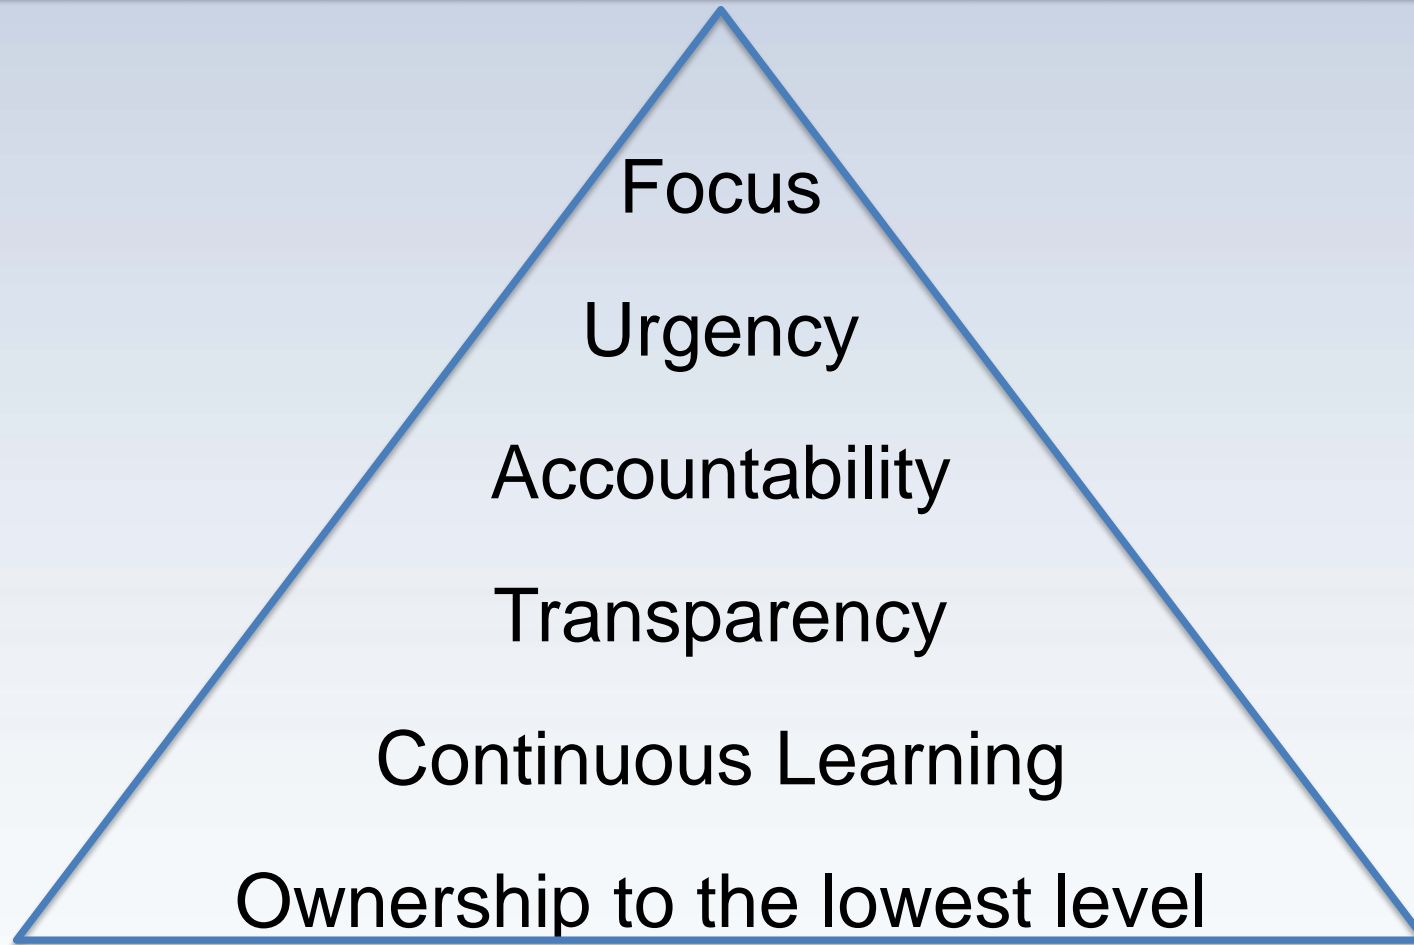 Focus
Urgency
Accountability
Transparency
Continuous Learning
Ownership to the lowest level